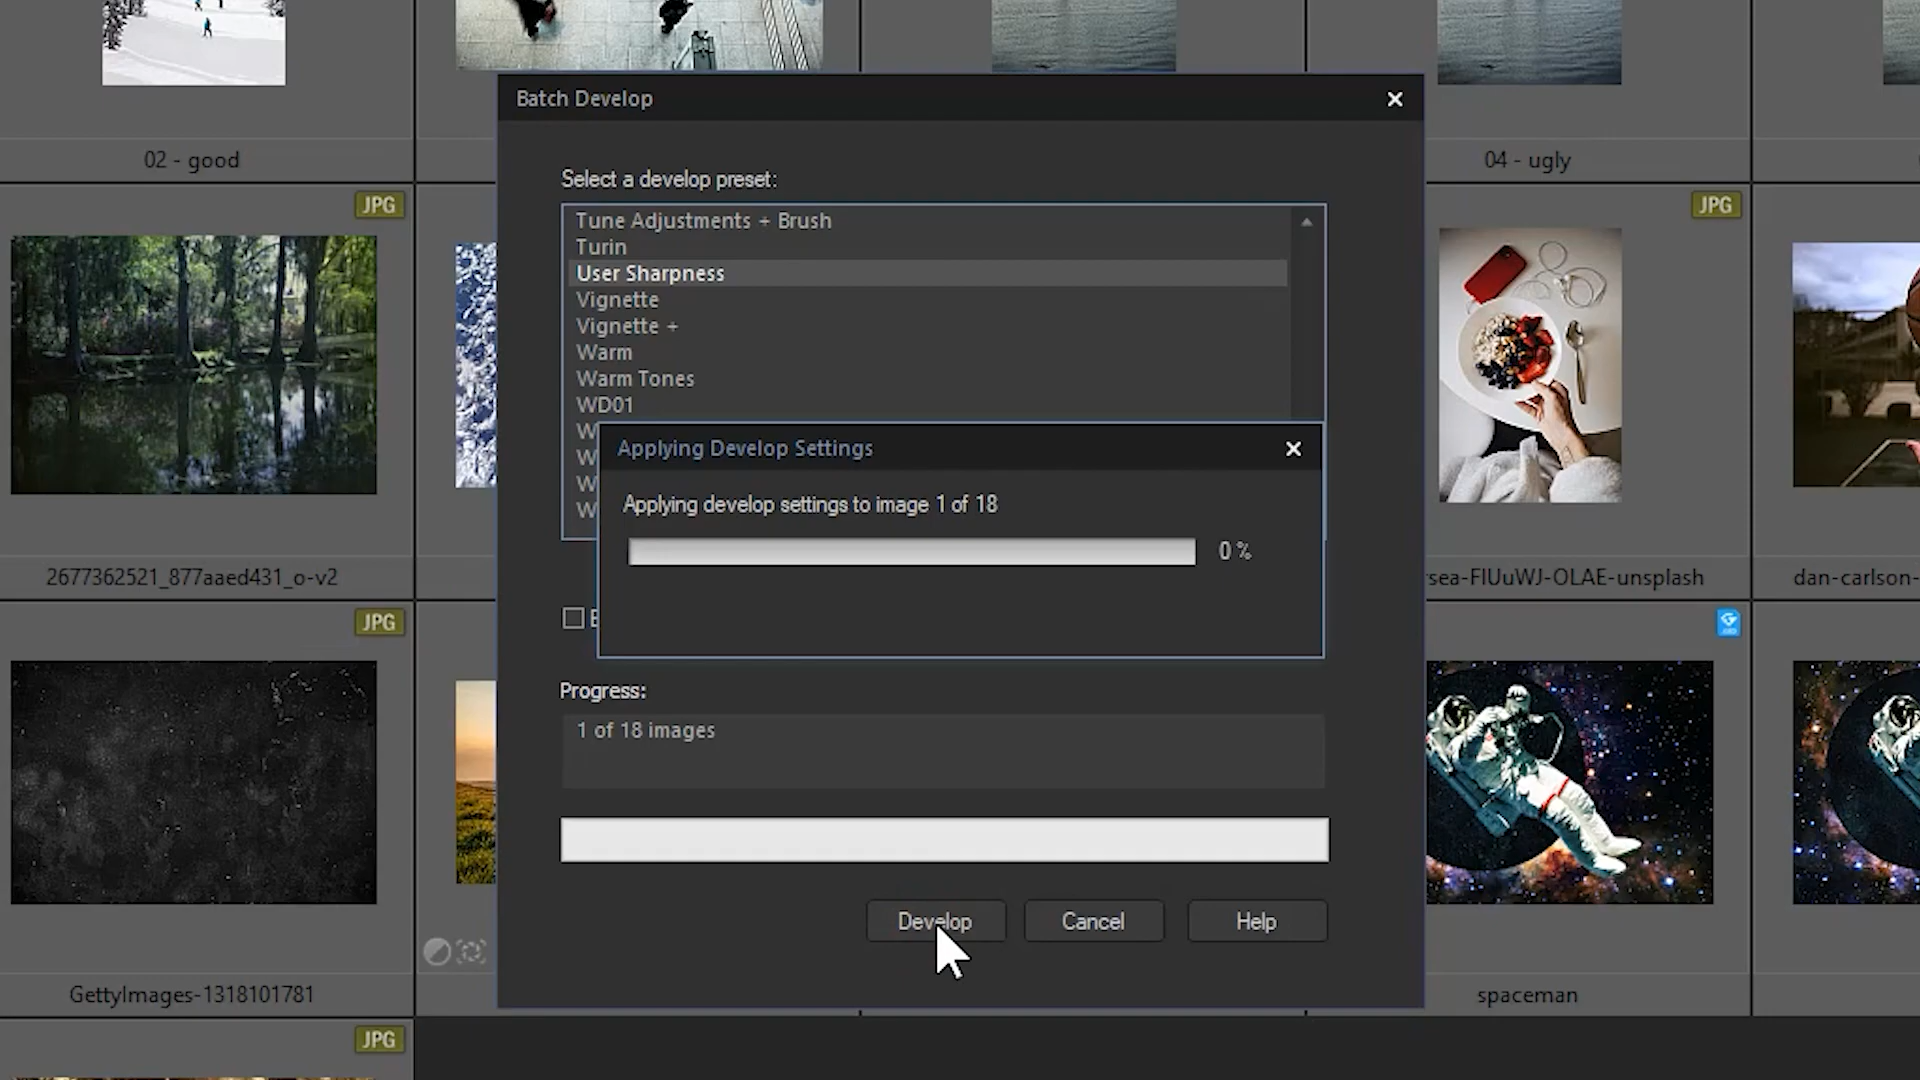 02 - good
04 - ugly
Batch Develop
Select a develop preset:
Tune Adjustments + Brush
Turin
User Sharpness
Vignette
Vignette +
Warm
Warm Tones
WD01
W
W
W
W
Applying Develop Settings
Applying develop settings to image 1 of 18
0 %
Progress:
1 of 18 images
Develop
Cancel
Help
JPG
JPG
2677362521_877aaed431_o-v2
rsea-FlUuWJ-OLAE-unsplash
dan-carlson-
JPG
GettyImages-1318101781
spaceman
JPG